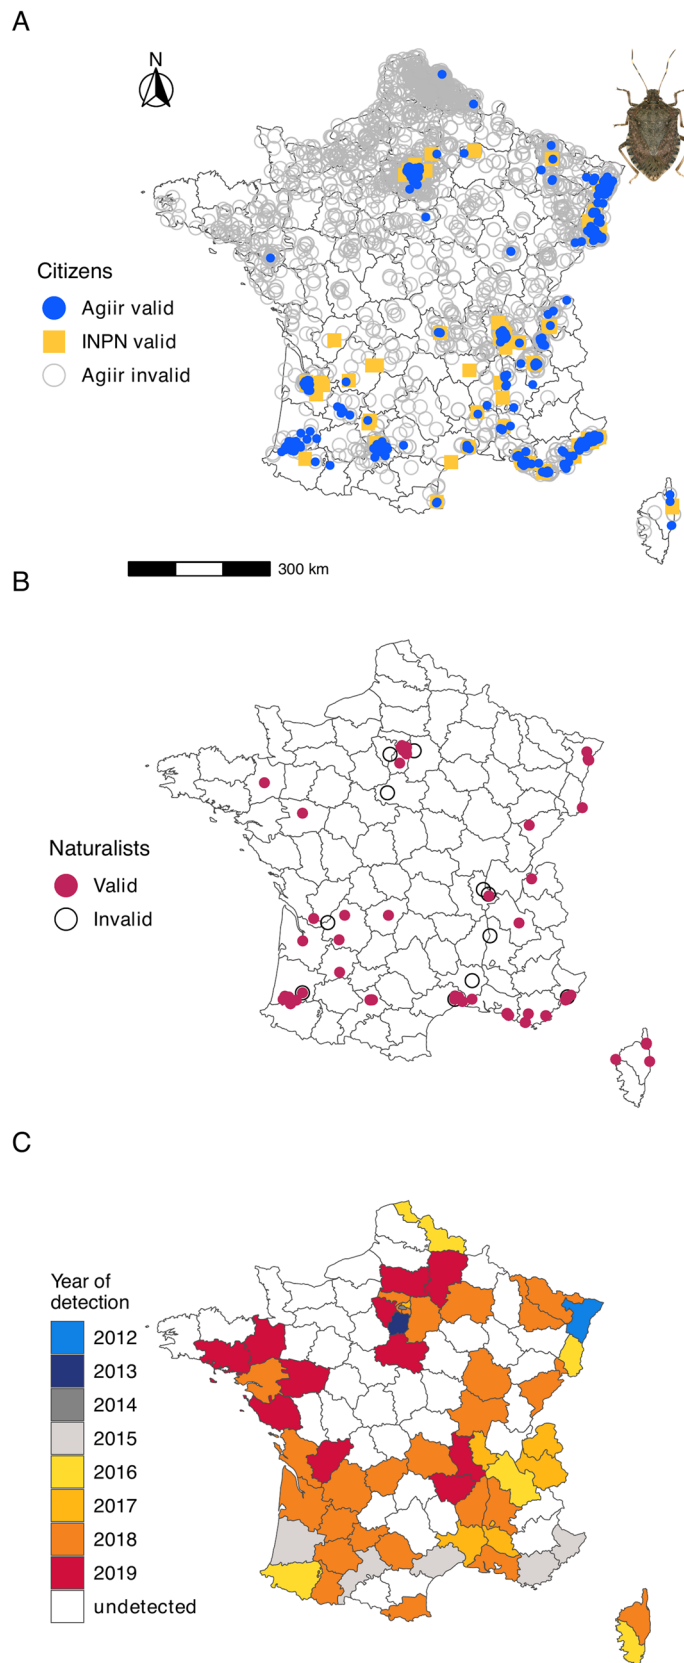 A
N
Citizens
Agiir valid
INPN valid
Agiir invalid
300 km
B
Naturalists
Valid
Invalid
C
Year of
detection
2012
2013
2014
2015
2016
2017
2018
2019
undetected